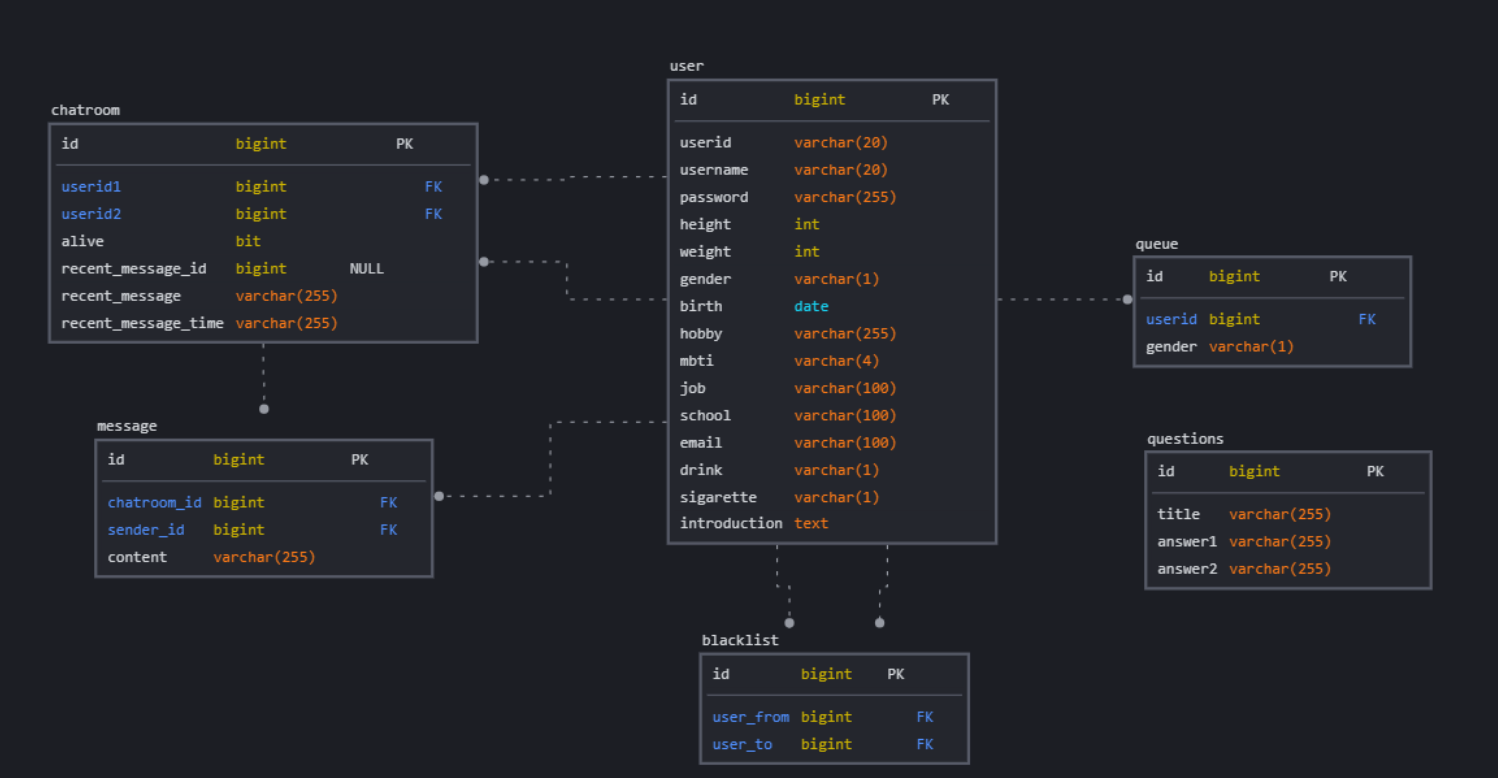 chatroom
id bigint PK
userid1 bigint FK
userid2 bigint FK
alive bit
recent_message_id bigint NULL
recent_message varchar(255)
recent_message_time varchar(255)
message
id bigint PK
chatroom_id bigint FK
sender_id bigint FK
content varchar(255)
user
id bigint PK
userid varchar(20)
username varchar(20)
password varchar(255)
height int
weight int
gender varchar(1)
birth date
hobby varchar(255)
mbti varchar(4)
job varchar(100)
school varchar(100)
email varchar(100)
drink varchar(1)
sigarette varchar(1)
introduction text
blacklist
id bigint PK
user_from bigint FK
user_to bigint FK
queue
id bigint PK
userid bigint FK
gender varchar(1)
questions
id bigint PK
title varchar(255)
answer1 varchar(255)
answer2 varchar(255)